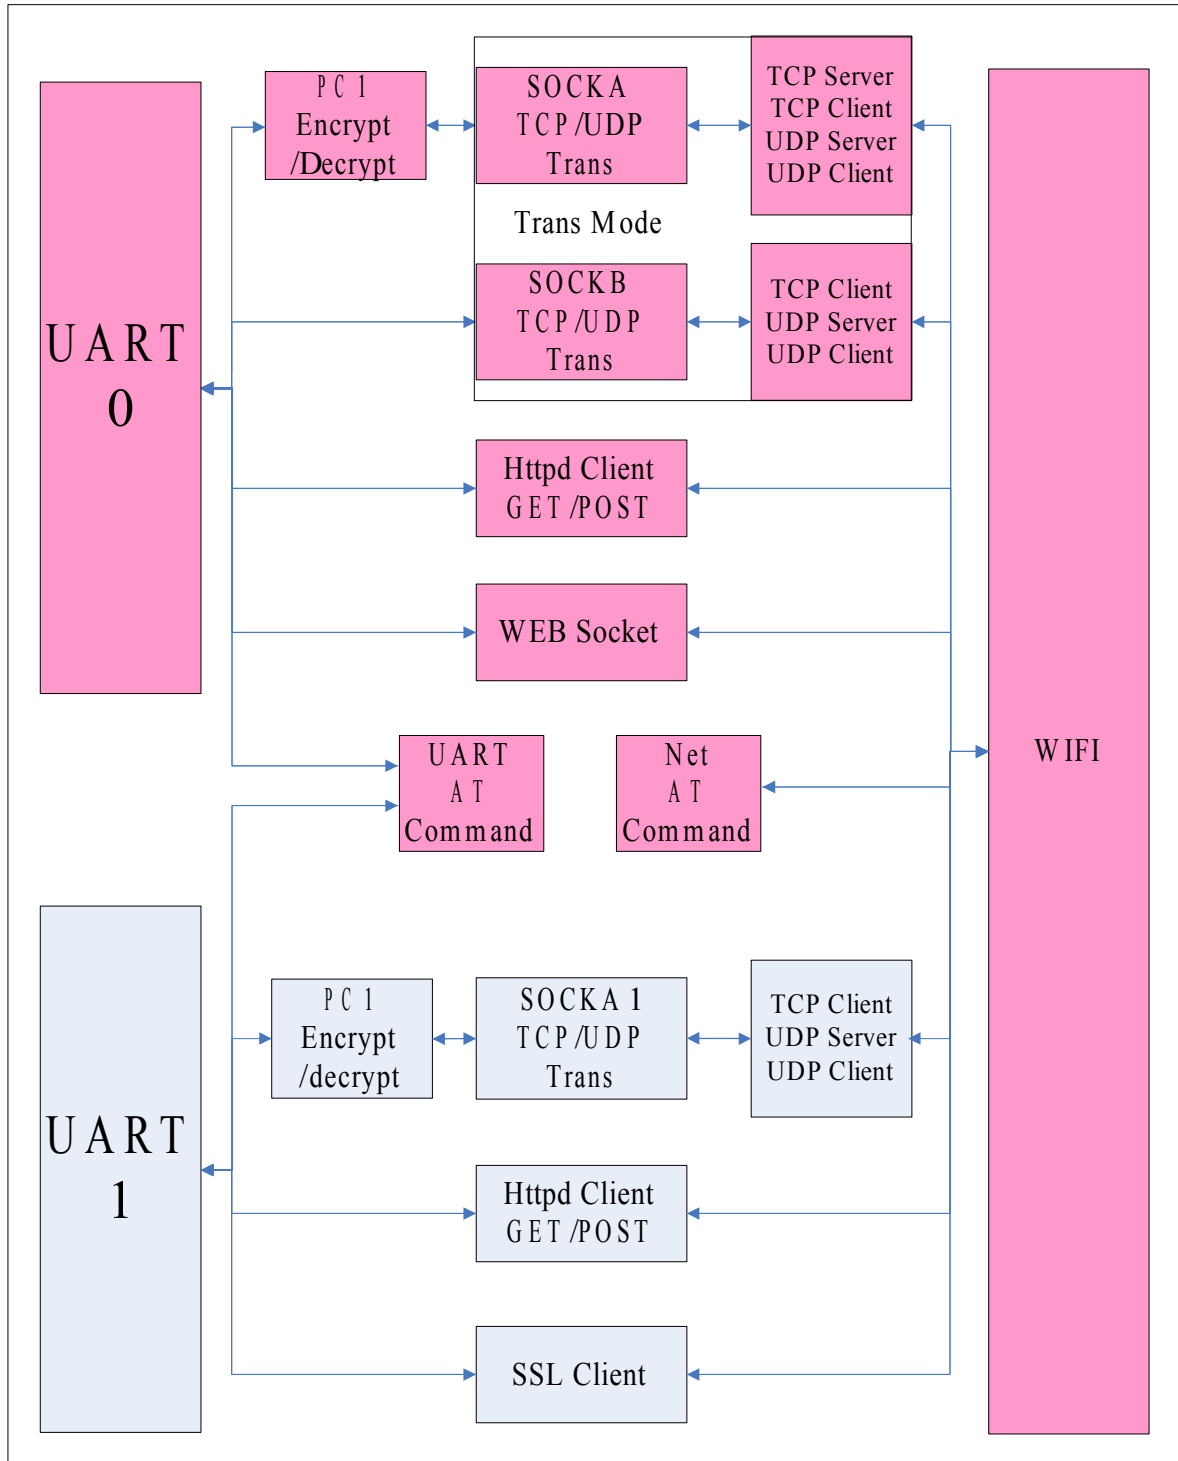 UART
0
PC1
Encrypt
/Decrypt
SOCKA
TCP/UDP
Trans
TCP Server
TCP Client
UDP Server
UDP Client
Trans Mode
SOCKB
TCP/UDP
Trans
TCP Client
UDP Server
UDP Client
Httpd Client
GET/POST
WEB Socket
UART
AT
Command
Net
AT
Command
WIFI
UART
1
PC1
Encrypt
/decrypt
SOCKA1
TCP/UDP
Trans
TCP Client
UDP Server
UDP Client
Httpd Client
GET/POST
SSL Client